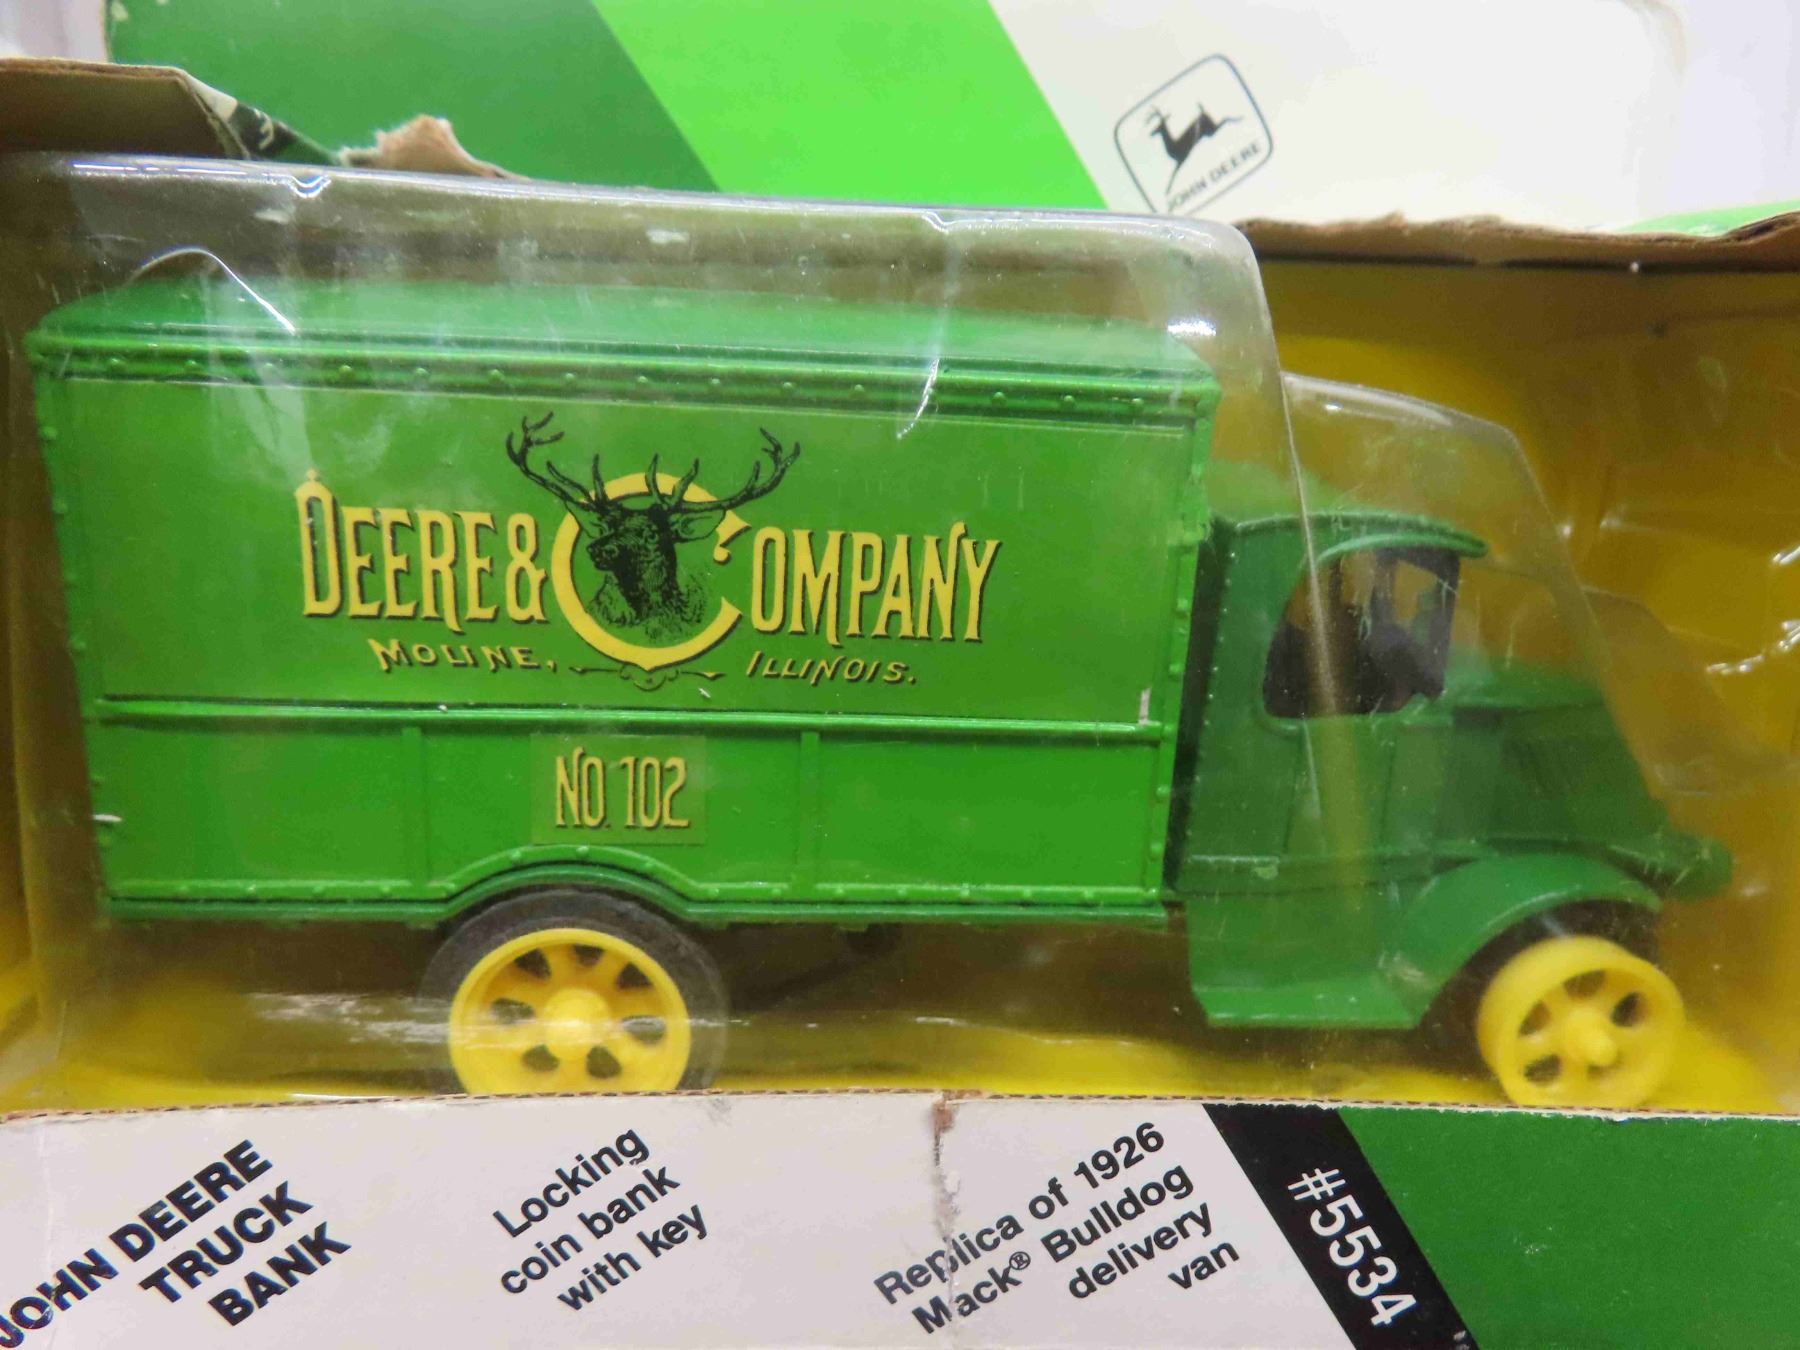 JOHN DEERE
DEERE & COMPANY
MOLINE, ILLINOIS.
NO. 102
JOHN DEERE
TRUCK
BANK
Locking
coin bank
with key
Replica of 1926
Mack® Bulldog
delivery
van
#5534